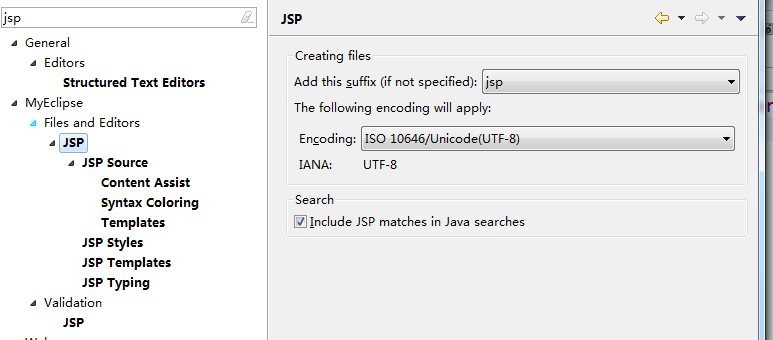 jsp
General
Editors
Structured Text Editors
MyEclipse
Files and Editors
JSP
JSP Source
Content Assist
Syntax Coloring
Templates
JSP Styles
JSP Templates
JSP Typing
Validation
JSP
JSP
Creating files
Add this suffix (if not specified): jsp
The following encoding will apply:
Encoding: ISO 10646/Unicode(UTF-8)
IANA: UTF-8
Search
Include JSP matches in Java searches